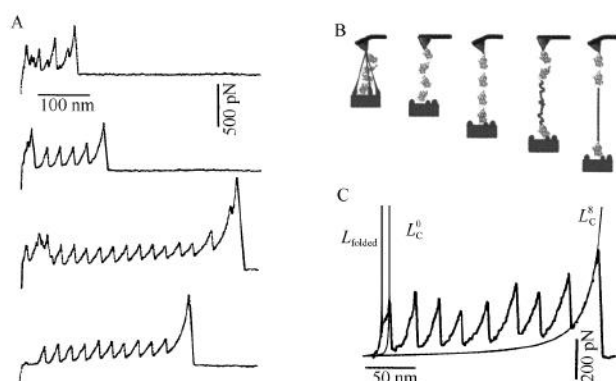 A
100 nm
500 pN
B
C
L_folded
L_C^0
L_C^8
50 nm
200 pN